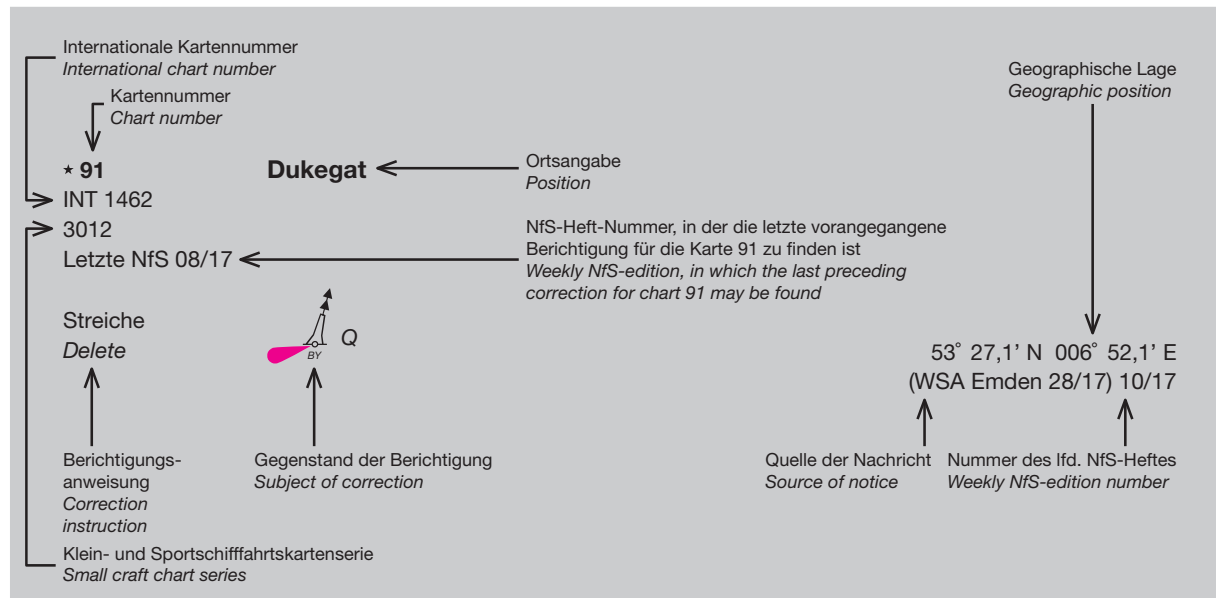 Internationale Kartennummer
International chart number
Kartennummer
Chart number
Geographische Lage
Geographic position
★ 91
Dukegat
Ortsangabe
Position
INT 1462
3012
Letzte NfS 08/17
NfS-Heft-Nummer, in der die letzte vorangegangene
Berichtigung für die Karte 91 zu finden ist
Weekly NfS-edition, in which the last preceding
correction for chart 91 may be found
Streiche
Delete
BY
Q
53° 27,1’ N 006° 52,1’ E
(WSA Emden 28/17) 10/17
Berichtigungs-
anweisung
Correction
instruction
Gegenstand der Berichtigung
Subject of correction
Quelle der Nachricht
Source of notice
Nummer des lfd. NfS-Heftes
Weekly NfS-edition number
Klein- und Sportschifffahrtskartenserie
Small craft chart series